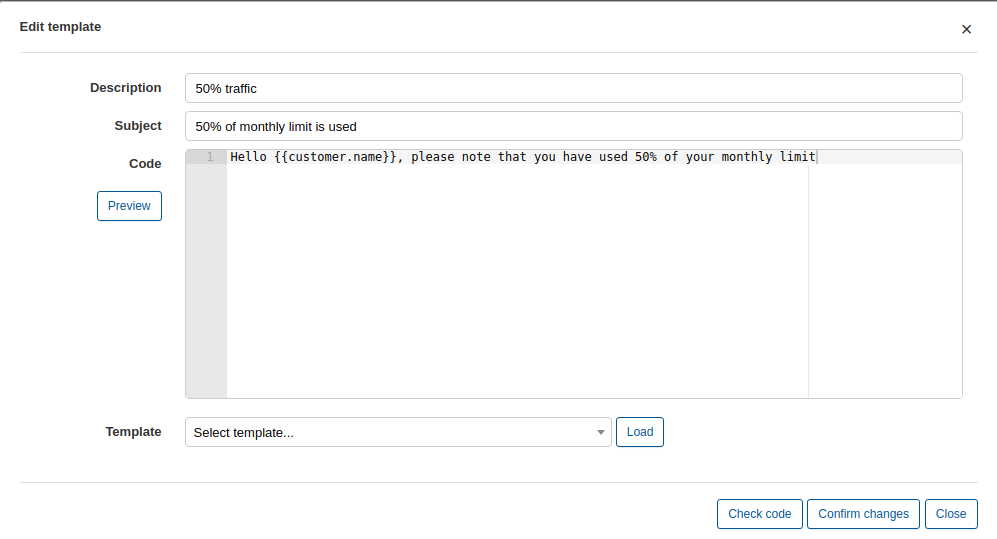 Edit template
×
Description
50% traffic
Subject
50% of monthly limit is used
Code
1 Hello {{customer.name}}, please note that you have used 50% of your monthly limit
Preview
Template
Select template...
Load
Check code
Confirm changes
Close